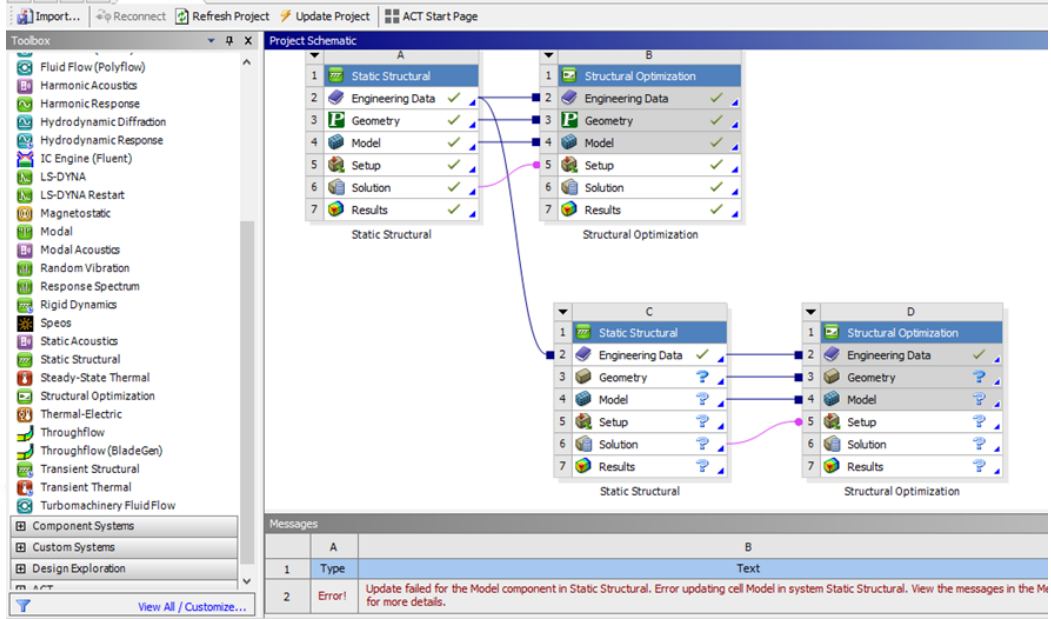 Import... Reconnect Refresh Project Update Project ACT Start Page
Toolbox
Fluid Flow (Polyflow)
Harmonic Acoustics
Harmonic Response
Hydrodynamic Diffraction
Hydrodynamic Response
IC Engine (Fluent)
LS-DYNA
LS-DYNA Restart
Magnetostatic
Modal
Modal Acoustics
Random Vibration
Response Spectrum
Rigid Dynamics
Speos
Static Acoustics
Static Structural
Steady-State Thermal
Structural Optimization
Thermal-Electric
Throughflow
Throughflow (BladeGen)
Transient Structural
Transient Thermal
Turbomachinery Fluid Flow
Component Systems
Custom Systems
Design Exploration
ACT
View All / Customize...
Project Schematic
A
1 Static Structural
2 Engineering Data
3 Geometry
4 Model
5 Setup
6 Solution
7 Results
Static Structural
B
1 Structural Optimization
2 Engineering Data
3 Geometry
4 Model
5 Setup
6 Solution
7 Results
Structural Optimization
C
1 Static Structural
2 Engineering Data
3 Geometry
4 Model
5 Setup
6 Solution
7 Results
Static Structural
D
1 Structural Optimization
2 Engineering Data
3 Geometry
4 Model
5 Setup
6 Solution
7 Results
Structural Optimization
Messages
A B
1 Type Text
2 Error! Update failed for the Model component in Static Structural. Error updating cell Model in system Static Structural. View the messages in the Me
for more details.